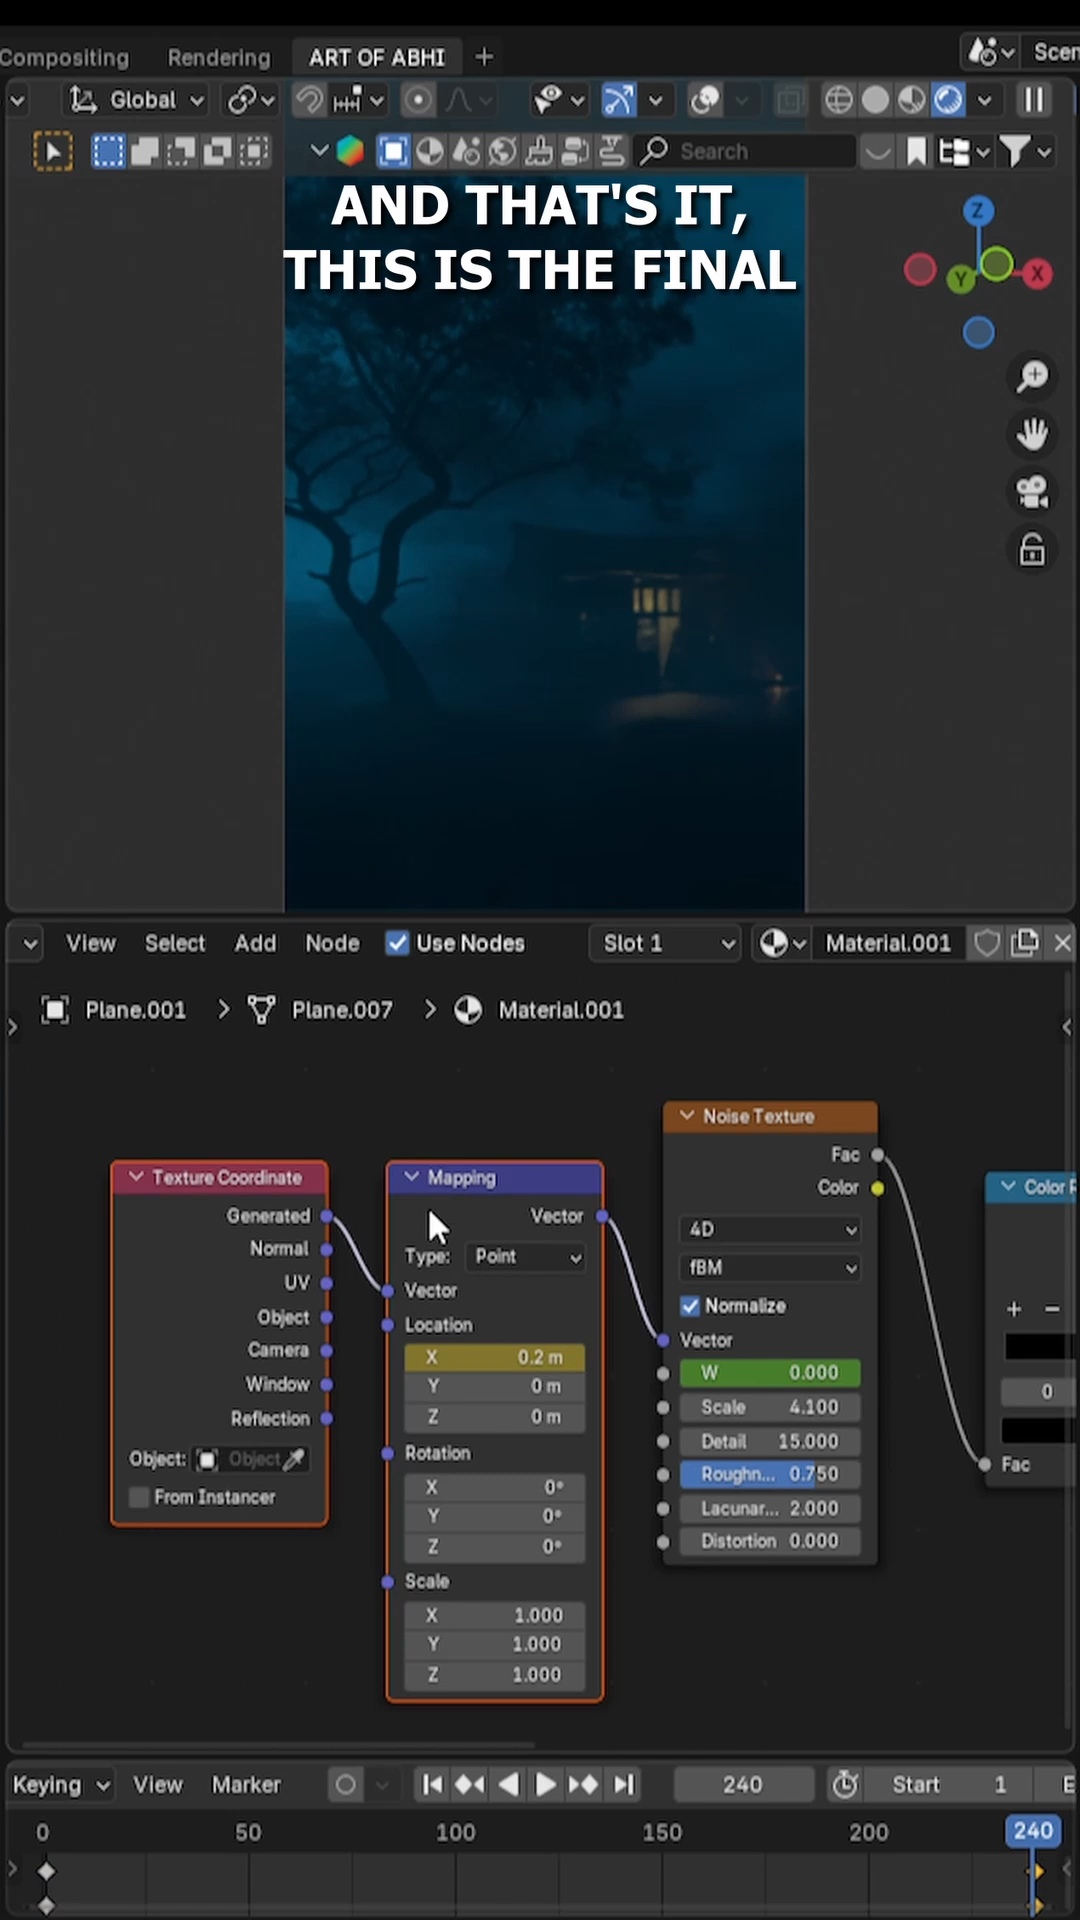 Compositing Rendering ART OF ABHI + Scen
Global
Search
AND THAT'S IT,
THIS IS THE FINAL
Z
Y X
View Select Add Node Use Nodes Slot 1 Material.001
Plane.001 > Plane.007 > Material.001
Texture Coordinate
Generated
Normal
UV
Object
Camera
Window
Reflection
Object: Object
From Instancer
Mapping
Vector
Type: Point
Vector
Location
X 0.2 m
Y 0 m
Z 0 m
Rotation
X 0°
Y 0°
Z 0°
Scale
X 1.000
Y 1.000
Z 1.000
Noise Texture
Fac
Color
4D
fBM
Normalize
Vector
W 0.000
Scale 4.100
Detail 15.000
Roughn... 0.750
Lacunar... 2.000
Distortion 0.000
Color R
+ −
0
Fac
Keying View Marker 240 Start 1 E
0 50 100 150 200 240